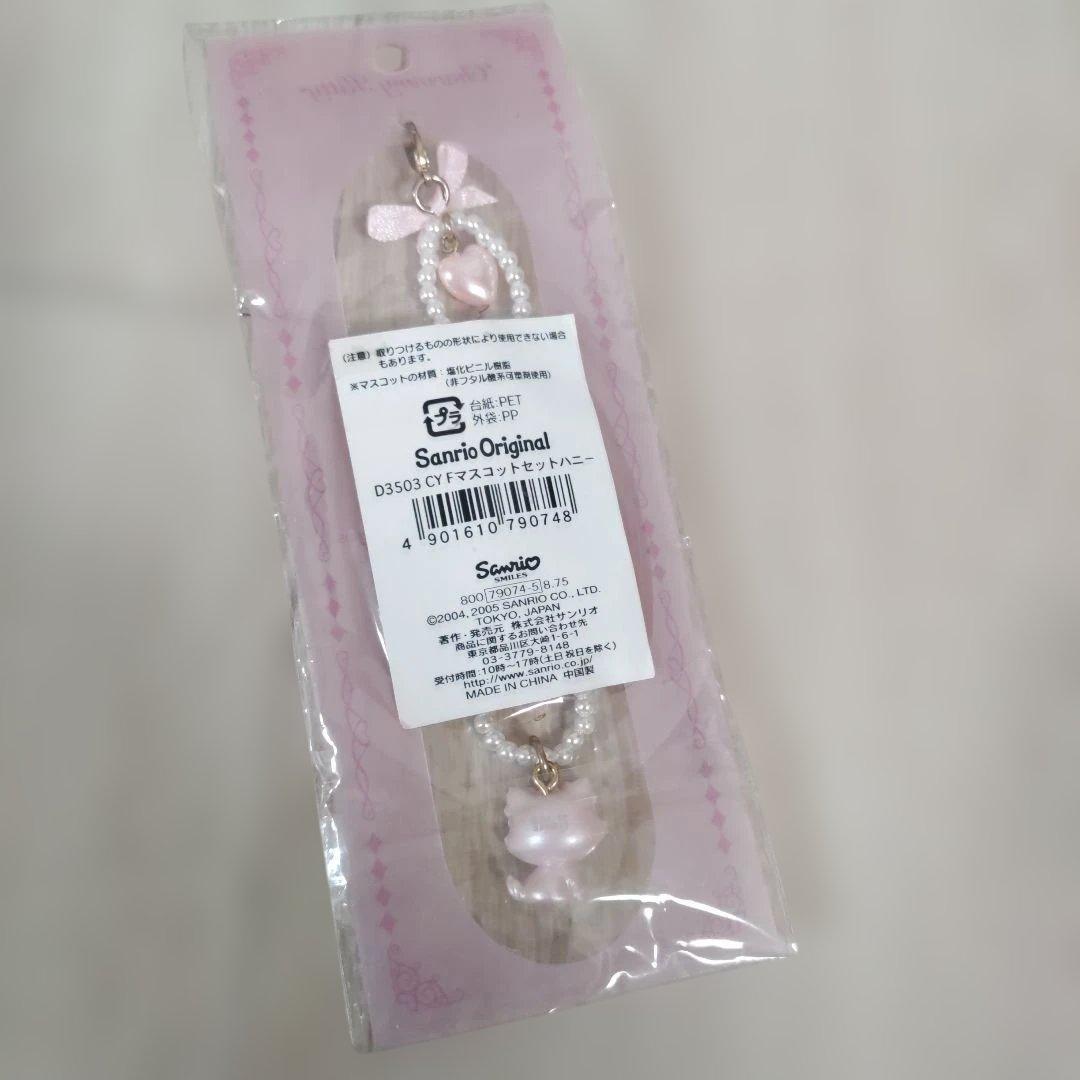 Charmmy Kitty
(注意) 取りつけるものの形状により使用できない場合
もあります。
※マスコットの材質：塩化ビニル樹脂
(非フタル酸系可塑剤使用)
プラ
台紙:PET
外袋:PP
Sanrio Original
D3503 CY Fマスコットセットハニー
4 901610 790748
Sanrio
SMILES
800 79074-5 8.75
©2004, 2005 SANRIO CO., LTD.
TOKYO, JAPAN
著作・発売元 株式会社サンリオ
商品に関するお問い合わせ先
東京都品川区大崎1-6-1
03-3779-8148
受付時間:10時〜17時(土日祝日を除く)
http://www.sanrio.co.jp/
MADE IN CHINA 中国製